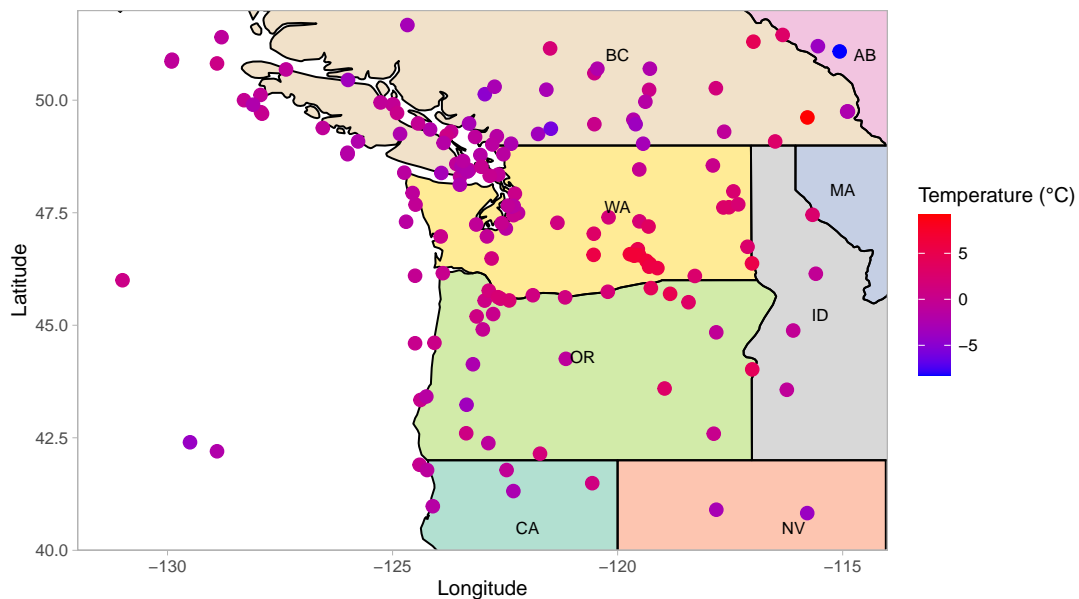 BC
AB
50.0
MA
Temperature (°C)
WA
47.5
5
0
−5
Latitude
45.0
ID
OR
42.5
CA
NV
40.0
−130
−125
−120
−115
Longitude